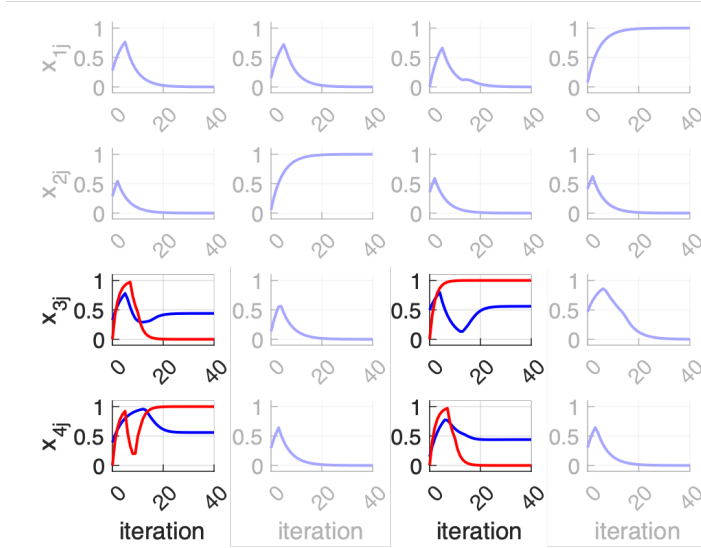 x1j 1 0.5 0 0 20 40 1 0.5 0 0 20 40 1 0.5 0 0 20 40 1 0.5 0 0 20 40
x2j 1 0.5 0 0 20 40 1 0.5 0 0 20 40 1 0.5 0 0 20 40 1 0.5 0 0 20 40
x3j 1 0.5 0 0 20 40 1 0.5 0 0 20 40 1 0.5 0 0 20 40 1 0.5 0 0 20 40
x4j 1 0.5 0 0 20 40 1 0.5 0 0 20 40 1 0.5 0 0 20 40 1 0.5 0 0 20 40
iteration iteration iteration iteration